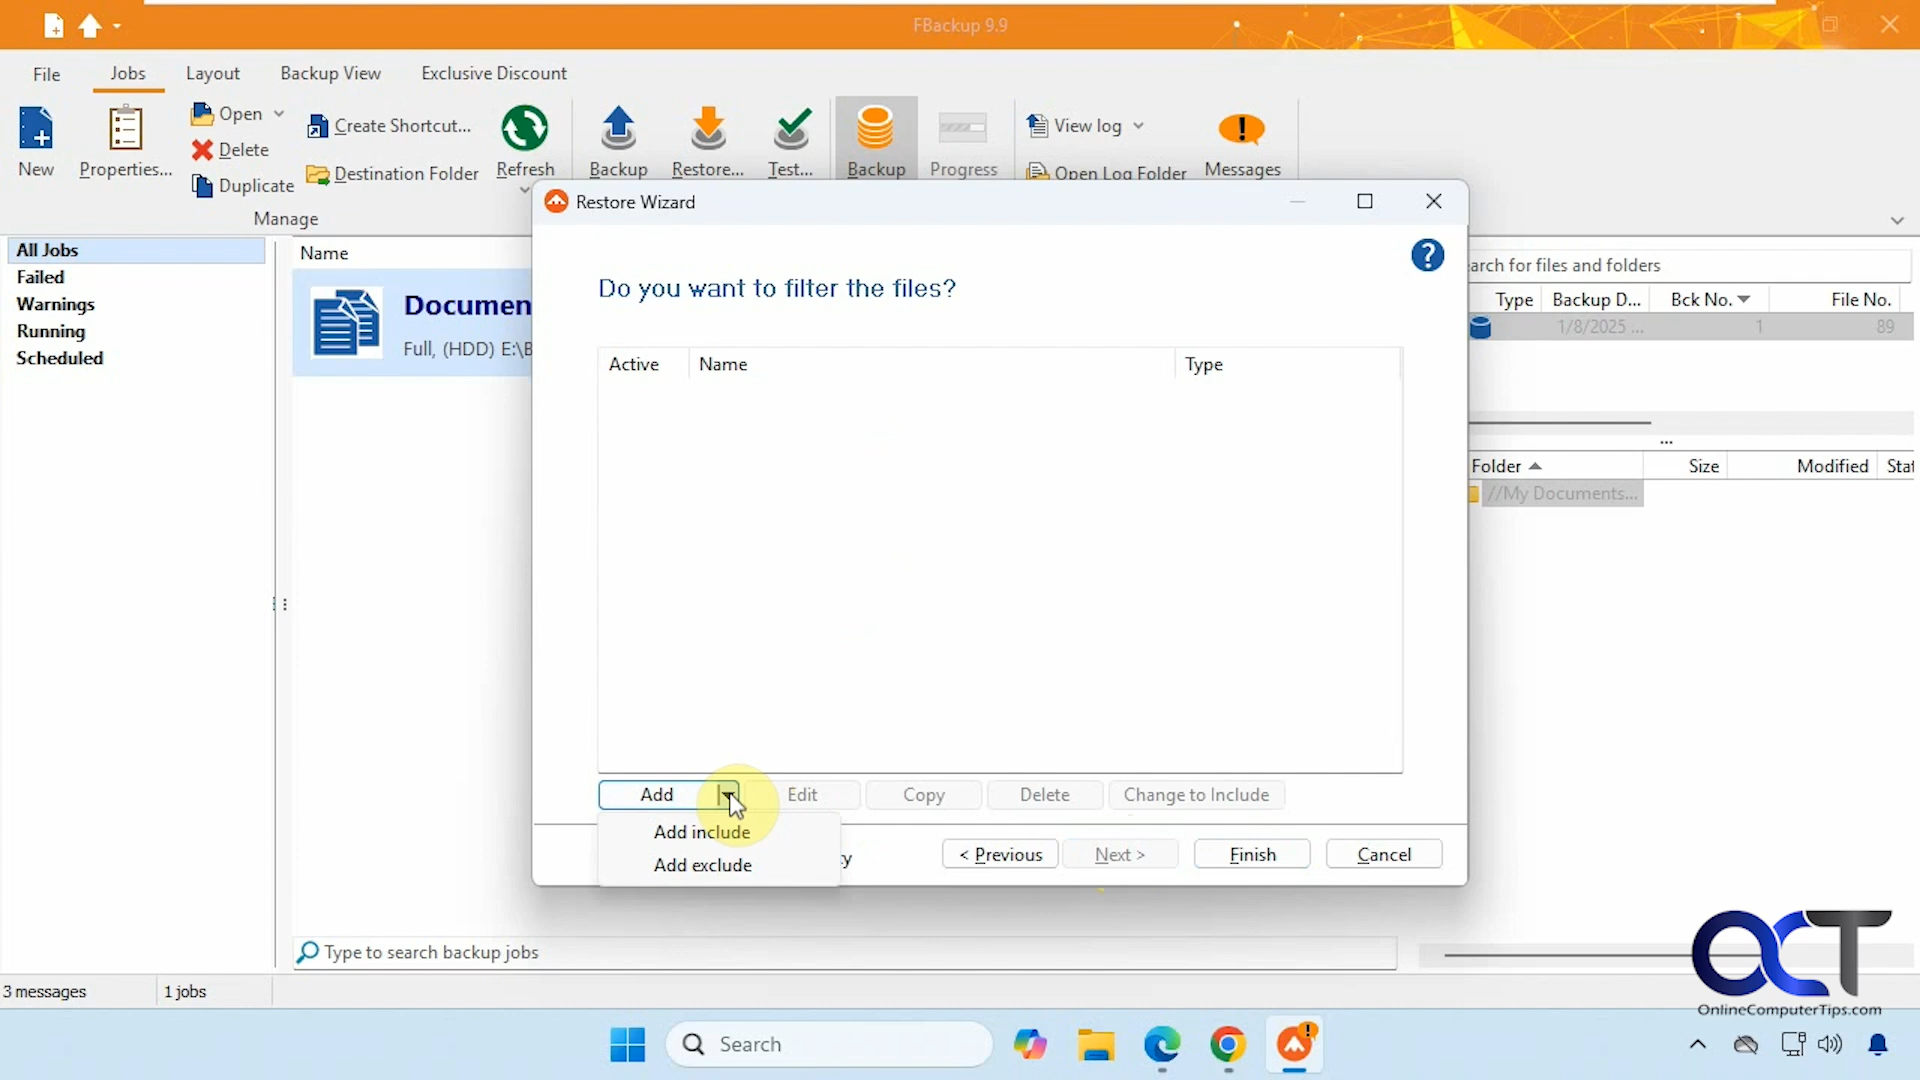 FBackup 9.9
File
Jobs
Layout
Backup View
Exclusive Discount
New
Properties...
Open
Delete
Duplicate
Create Shortcut...
Destination Folder
Refresh
Backup
Restore...
Test...
Backup
Progress
View log
Open Log Folder
Messages
Manage
All Jobs
Failed
Warnings
Running
Scheduled
Name
Documen
Full, (HDD) E:\B
Restore Wizard
?
Do you want to filter the files?
Active
Name
Type
Add
Edit
Copy
Delete
Change to Include
Add include
Add exclude
< Previous
Next >
Finish
Cancel
arch for files and folders
Type
Backup D...
Bck No.
File No.
1/8/2025 ...
1
89
...
Folder
Size
Modified
Stat
//My Documents...
Type to search backup jobs
3 messages
1 jobs
OCT
OnlineComputerTips.com
Search